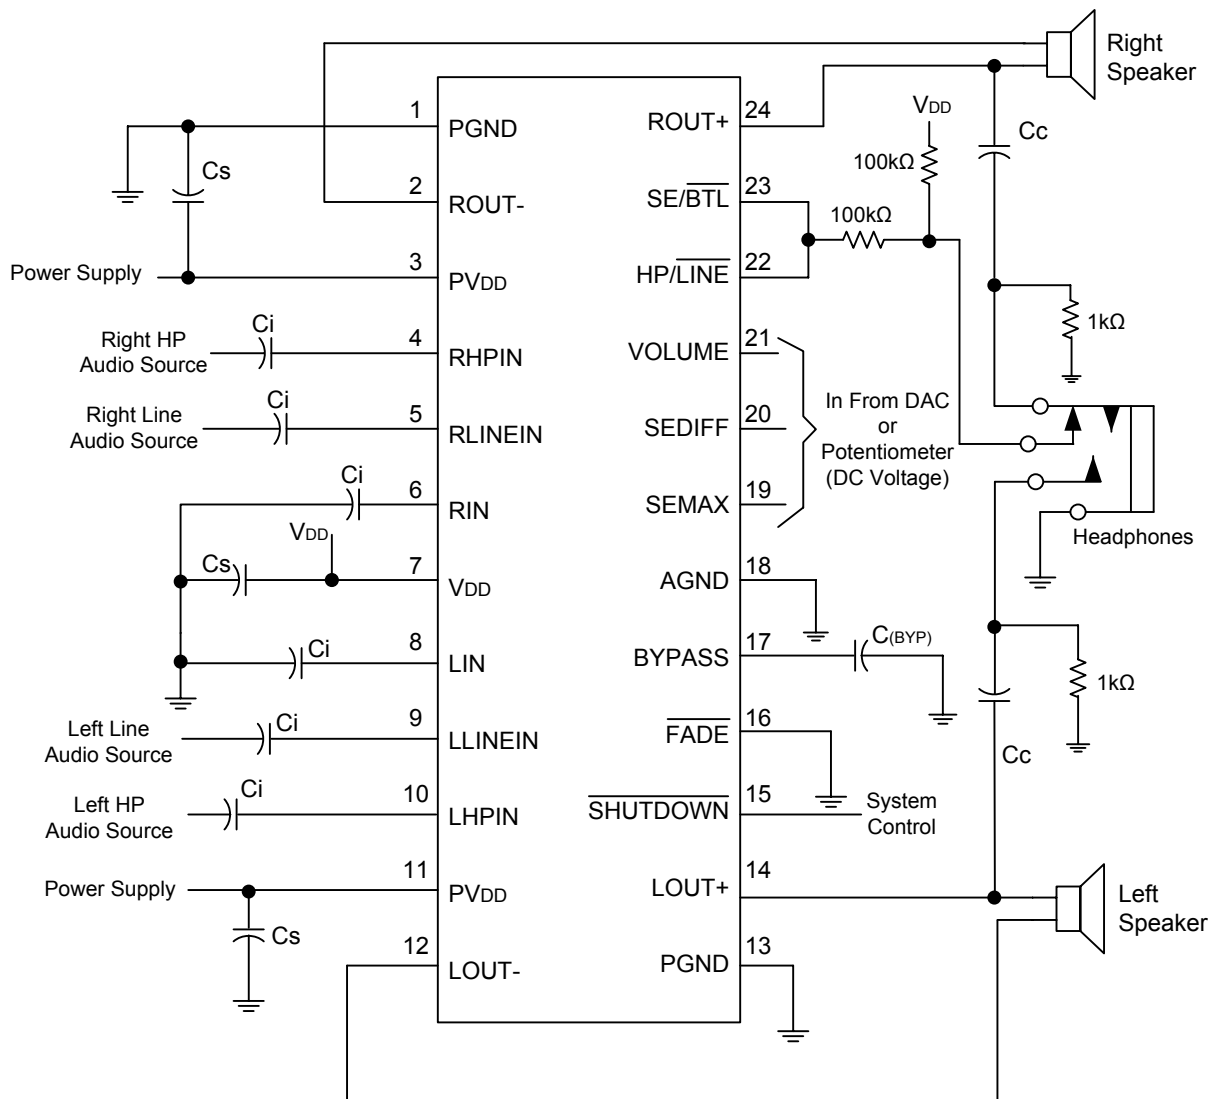 Right
Speaker
1
PGND
ROUT+
24
VDD
Cc
Cs
100kΩ
2
ROUT-
SE/BTL
23
100kΩ
Power Supply
3
PVDD
HP/LINE
22
1kΩ
Right HP
Audio Source
Ci
4
RHPIN
VOLUME
21
Right Line
Audio Source
Ci
5
RLINEIN
SEDIFF
20
In From DAC
or
Potentiometer
(DC Voltage)
Ci
6
RIN
SEMAX
19
Headphones
VDD
Cs
7
VDD
AGND
18
Ci
8
LIN
BYPASS
17
C(BYP)
1kΩ
Left Line
Audio Source
Ci
9
LLINEIN
FADE
16
Cc
Left HP
Audio Source
Ci
10
LHPIN
SHUTDOWN
15
System
Control
Power Supply
11
PVDD
LOUT+
14
Left
Speaker
Cs
12
LOUT-
PGND
13